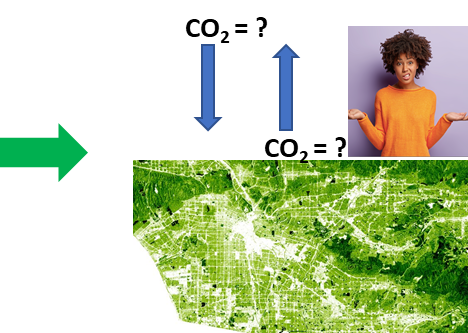 CO₂ = ?
CO₂ = ?